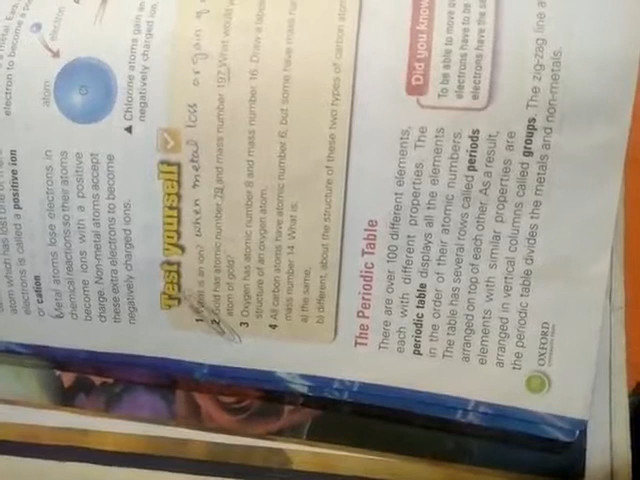 electron to become a
electron
atom
Cl
▲ Chlorine atoms gain an
negatively charged ion.
atom which has lost one or
electrons is called a positive ion
or cation.
Metal atoms lose electrons in
chemical reactions so their atoms
become ions with a positive
charge. Non-metal atoms accept
these extra electrons to become
negatively charged ions.
Test yourself
1 What is an ion? when metal loss orgain
2 Gold has atomic number 79 and mass number 197. What would
atom of gold?
3 Oxygen has atomic number 8 and mass number 16. Draw a
structure of an oxygen atom.
4 All carbon atoms have atomic number 6, but some have mass
mass number 14. What is:
a) the same,
b) different, about the structure of these two types of carbon atom
The Periodic Table
There are over 100 different elements,
each with different properties. The
periodic table displays all the elements
in the order of their atomic numbers.
The table has several rows called periods
arranged on top of each other. As a result,
elements with similar properties are
arranged in vertical columns called groups. The zig-zag line
the periodic table divides the metals and non-metals.
Did you know
To be able to move
electrons have to be
electrons have the
OXFORD